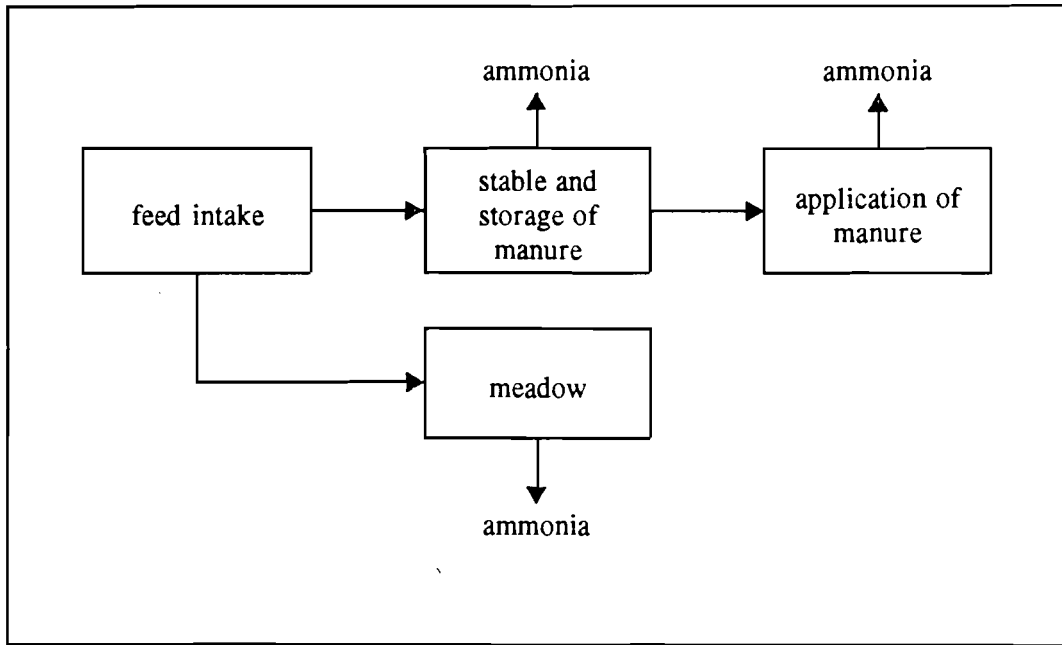 ammonia
ammonia
feed intake
stable and
storage of
manure
application of
manure
meadow
ammonia